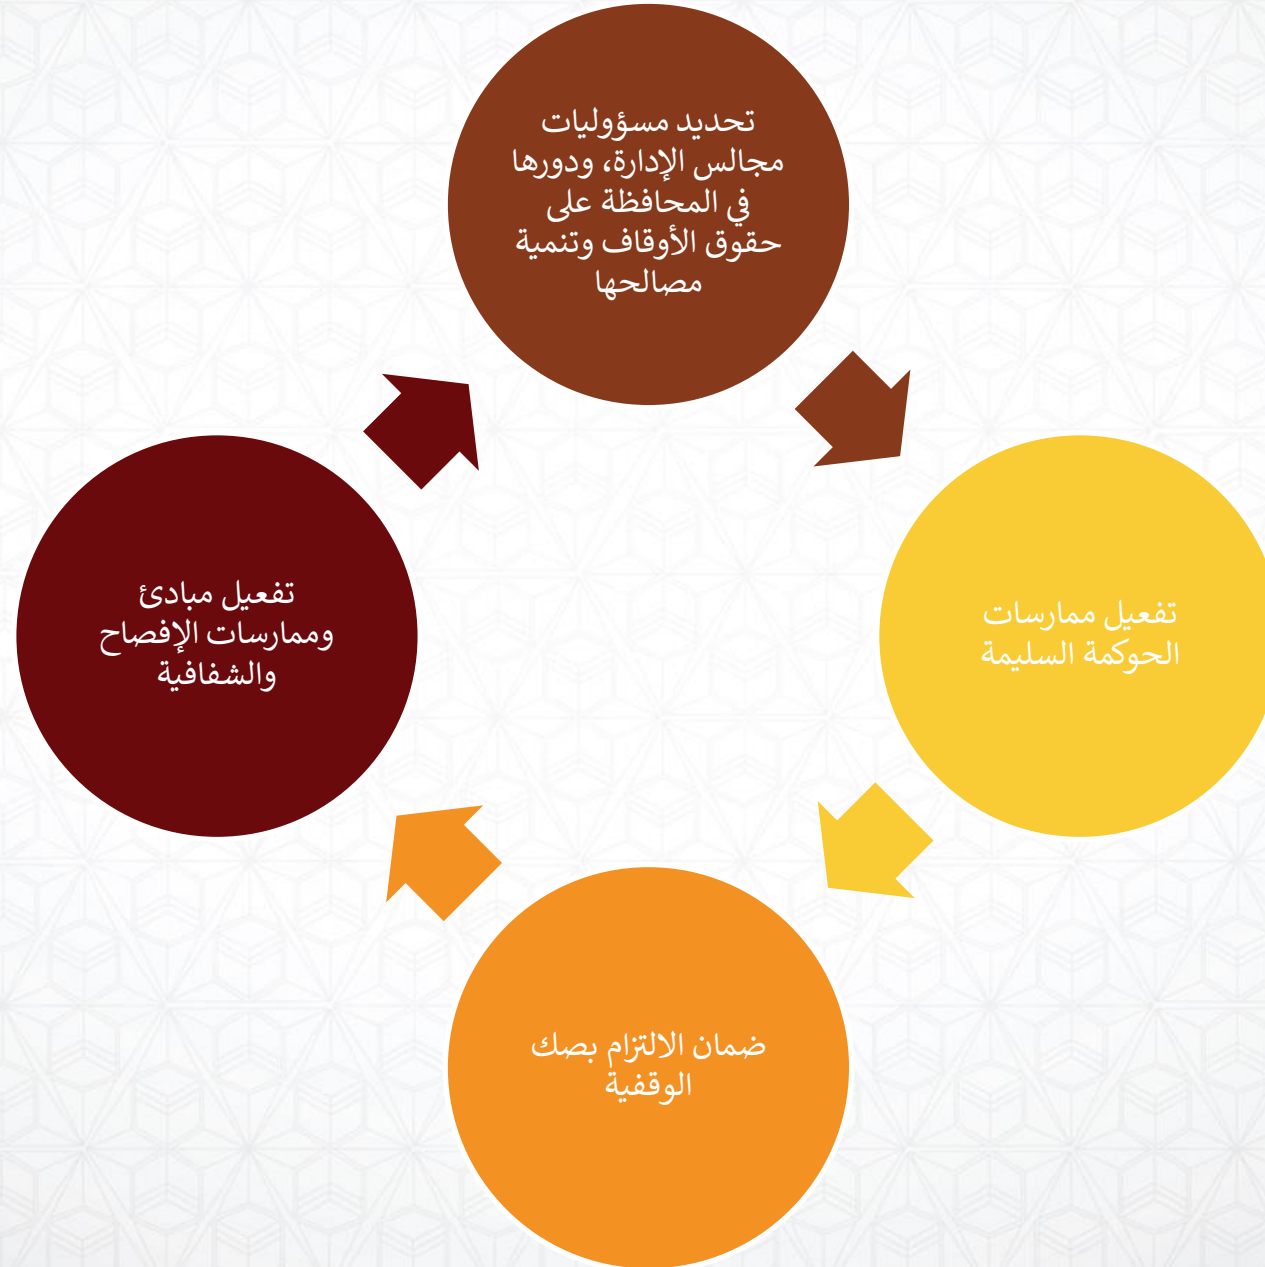 تحديد مسؤوليات
مجالس الإدارة، ودورها
في المحافظة على
حقوق الأوقاف وتنمية
مصالحها
تفعيل ممارسات
الحوكمة السليمة
ضمان الالتزام بصك
الوقفية
تفعيل مبادئ
وممارسات الإفصاح
والشفافية